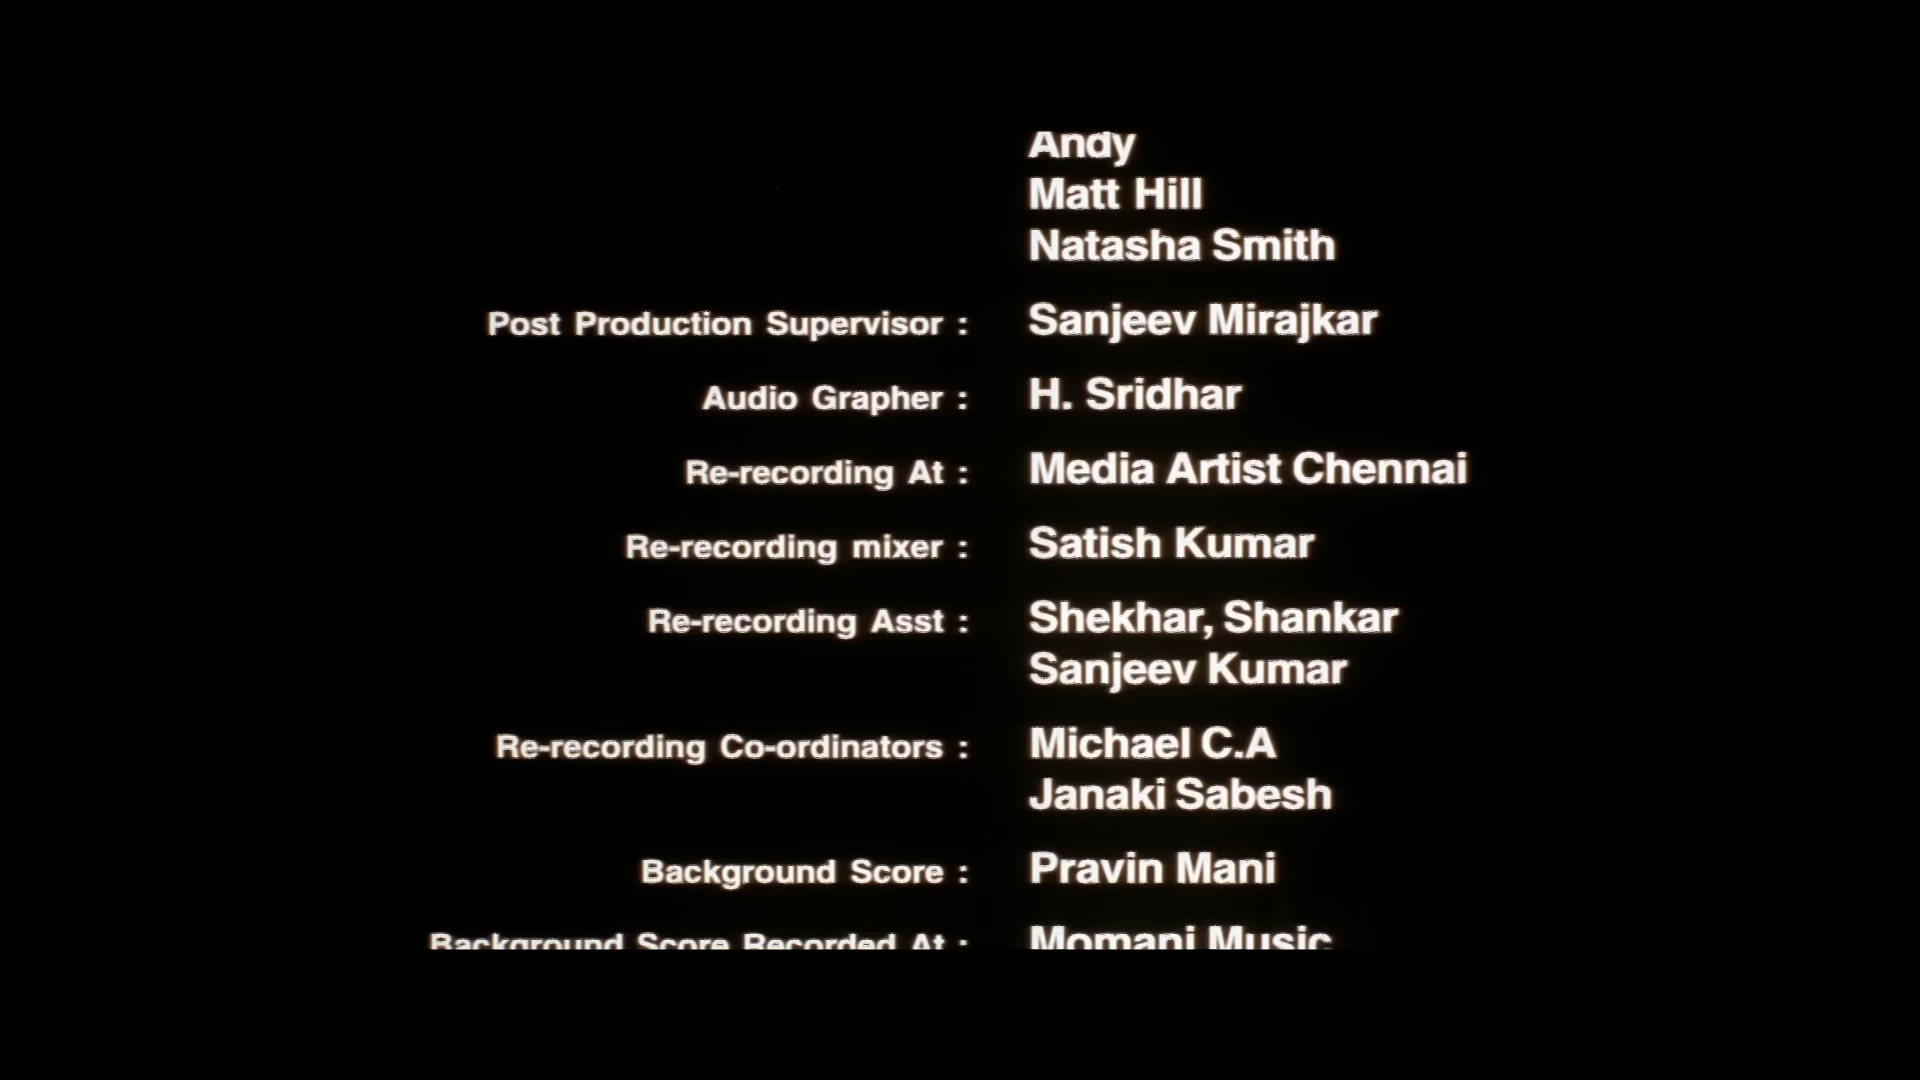 Andy
Matt Hill
Natasha Smith
Post Production Supervisor : Sanjeev Mirajkar
Audio Grapher : H. Sridhar
Re-recording At : Media Artist Chennai
Re-recording mixer : Satish Kumar
Re-recording Asst : Shekhar, Shankar
Sanjeev Kumar
Re-recording Co-ordinators : Michael C.A
Janaki Sabesh
Background Score : Pravin Mani
Background Score Recorded At : Momani Music